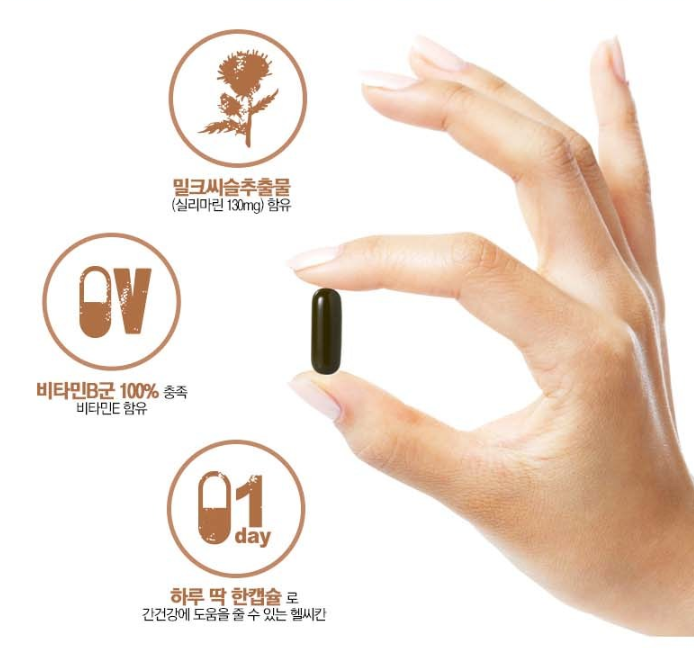 밀크씨슬추출물
(실리마린 130mg) 함유
V
비타민B군 100% 충족
비타민E 함유
1
day
하루 딱 한캡슐 로
간건강에 도움을 줄 수 있는 헬씨칸